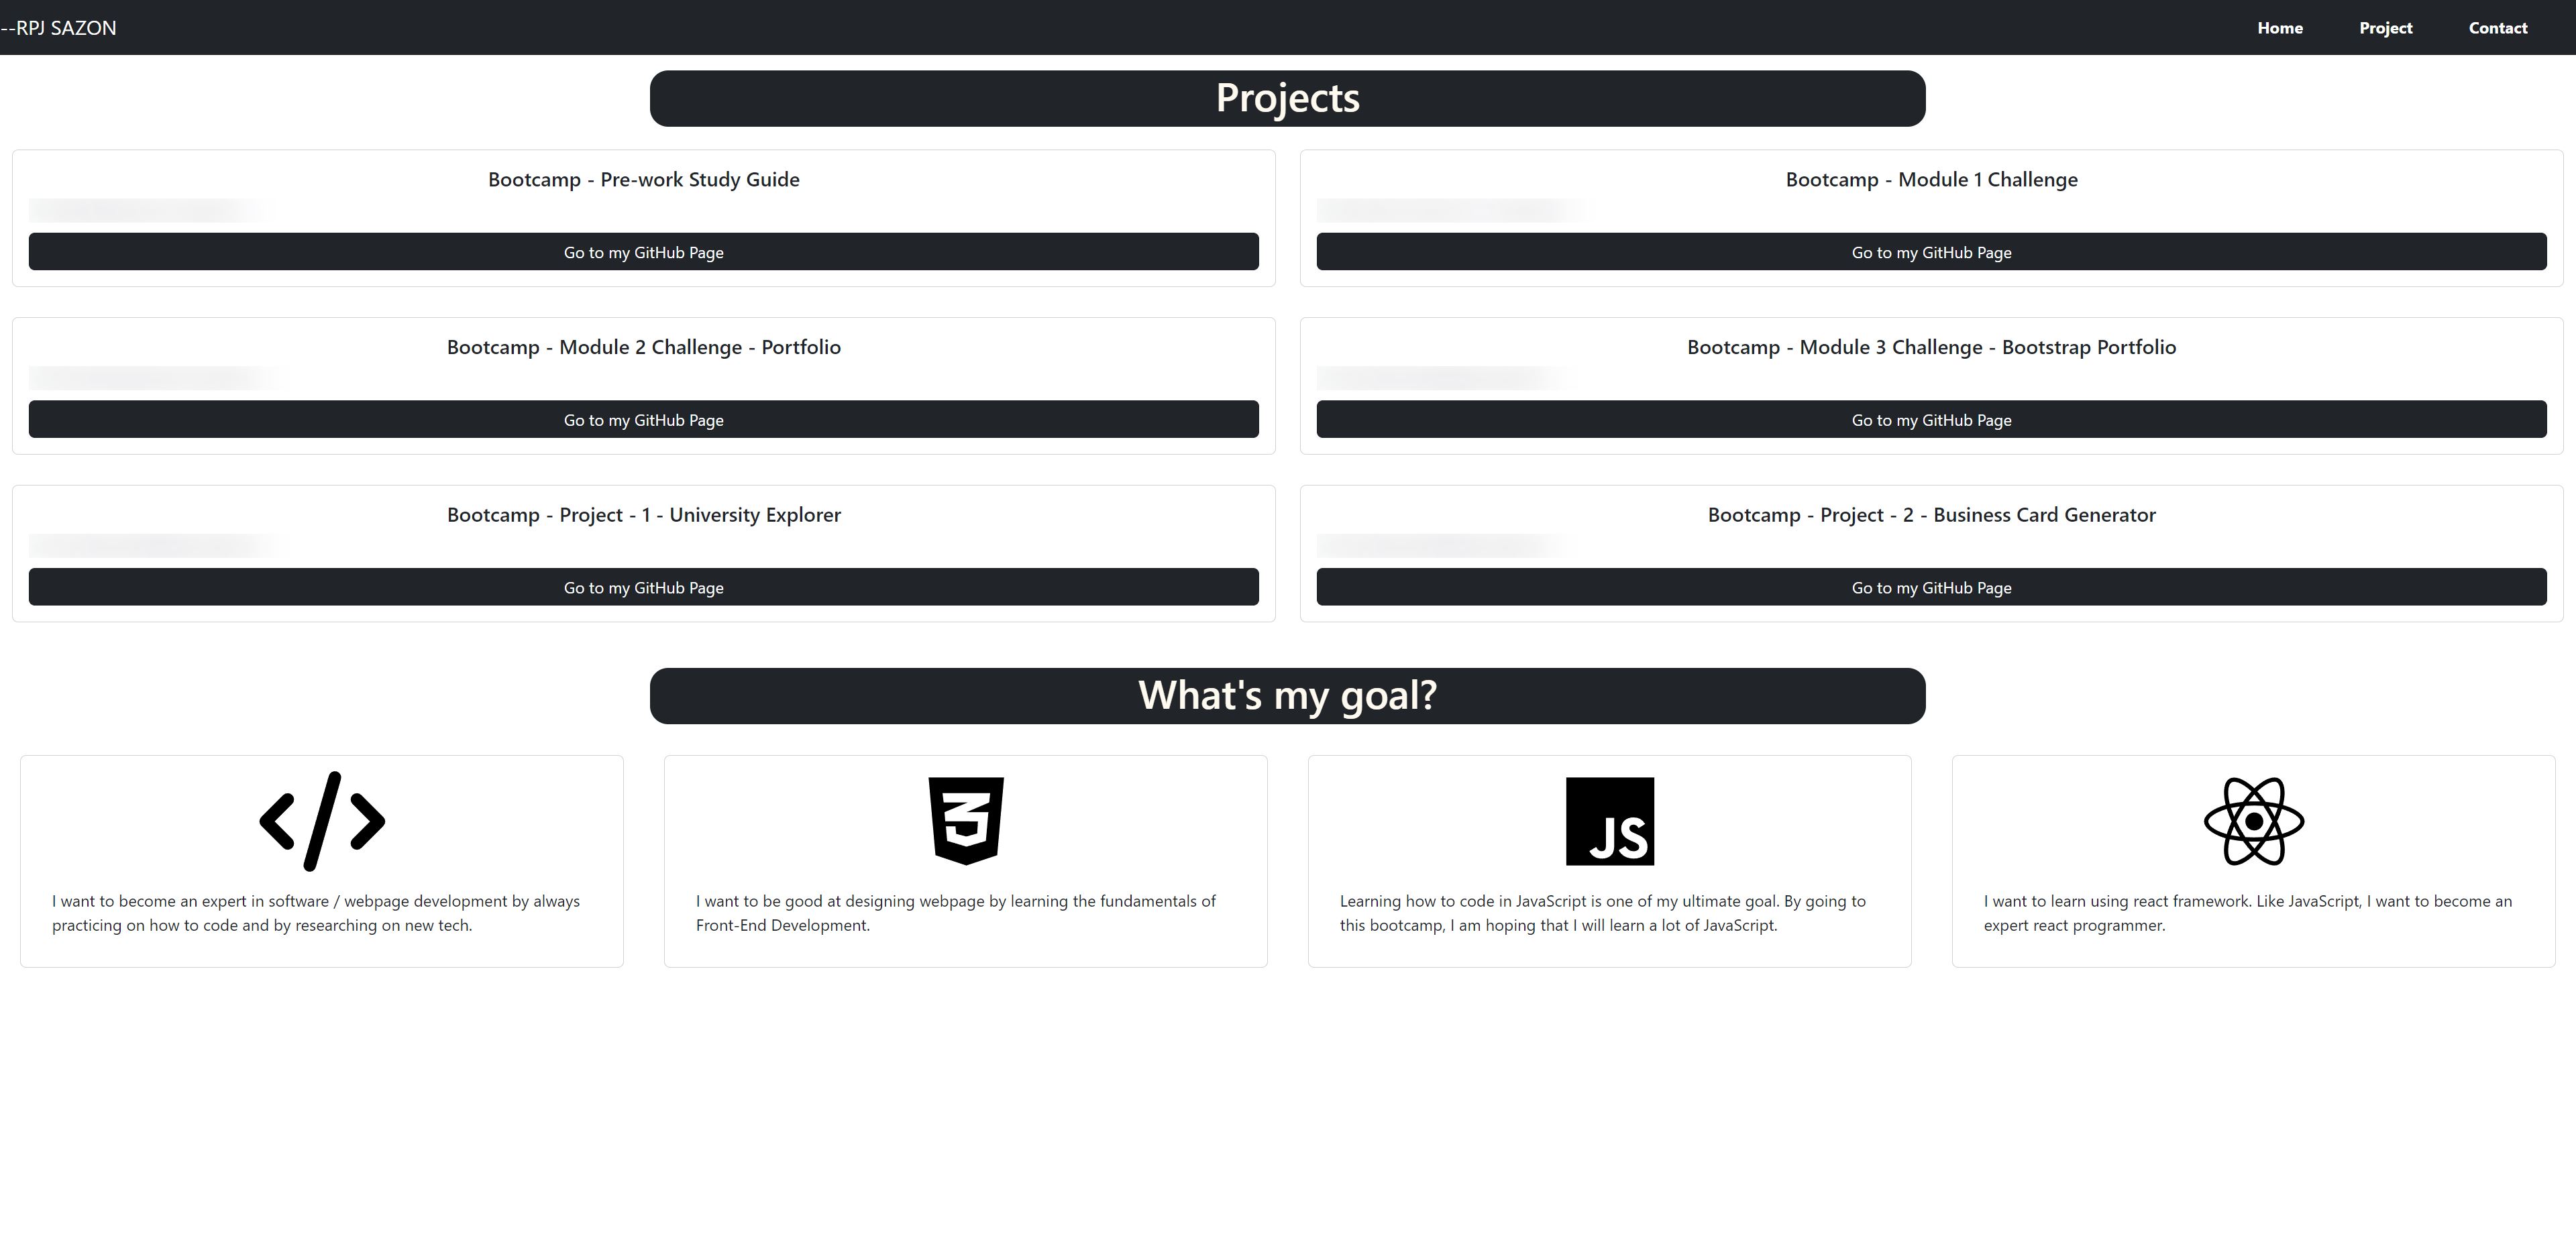 --RPJ SAZON
Home
Project
Contact
Projects
Bootcamp - Pre-work Study Guide
Go to my GitHub Page
Bootcamp - Module 1 Challenge
Go to my GitHub Page
Bootcamp - Module 2 Challenge - Portfolio
Go to my GitHub Page
Bootcamp - Module 3 Challenge - Bootstrap Portfolio
Go to my GitHub Page
Bootcamp - Project - 1 - University Explorer
Go to my GitHub Page
Bootcamp - Project - 2 - Business Card Generator
Go to my GitHub Page
What's my goal?
</>
I want to become an expert in software / webpage development by always
practicing on how to code and by researching on new tech.
3
I want to be good at designing webpage by learning the fundamentals of
Front-End Development.
JS
Learning how to code in JavaScript is one of my ultimate goal. By going to
this bootcamp, I am hoping that I will learn a lot of JavaScript.
I want to learn using react framework. Like JavaScript, I want to become an
expert react programmer.